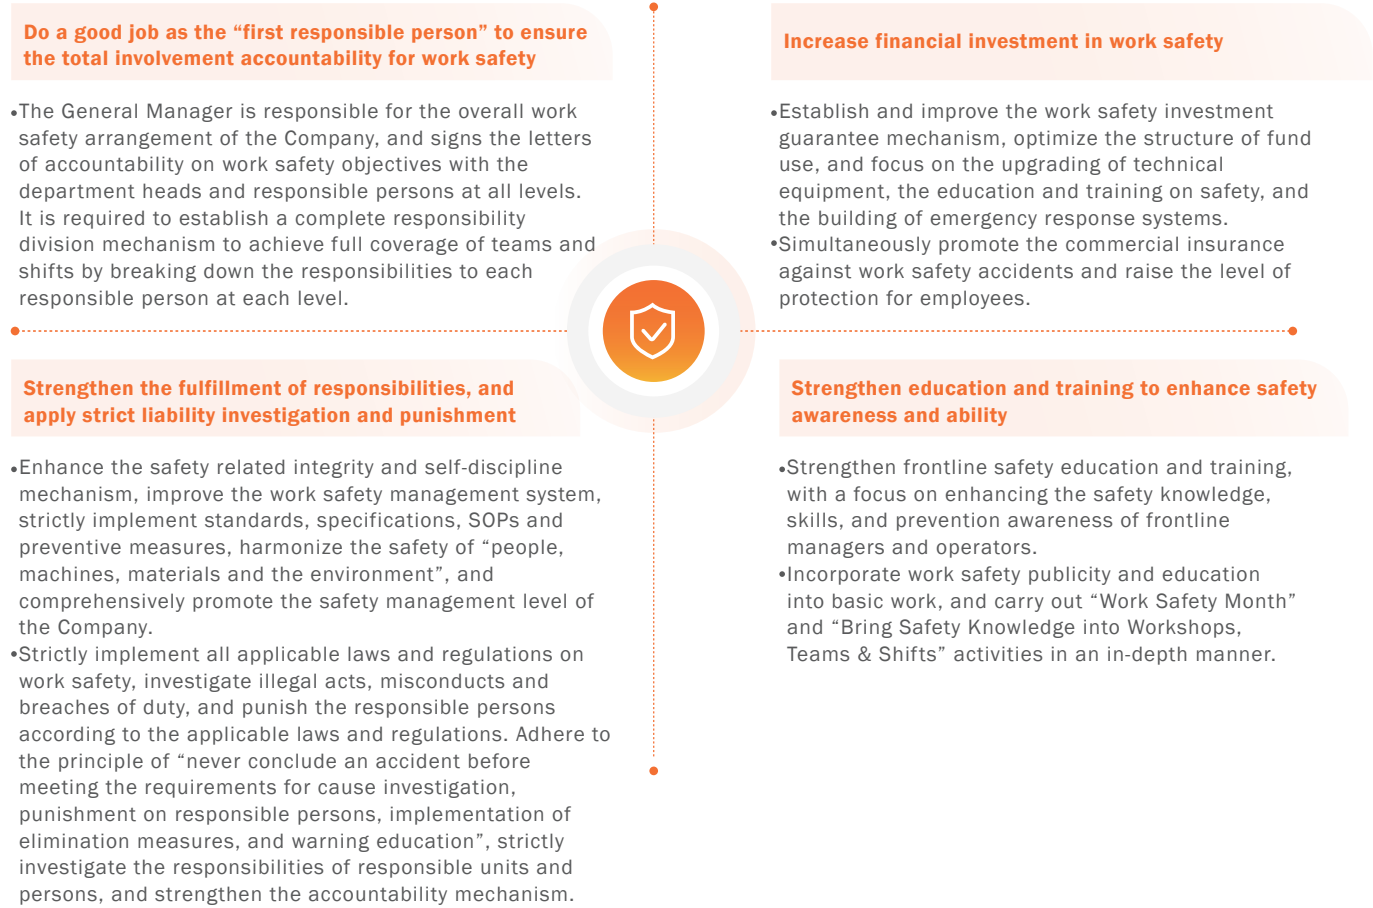 Do a good job as the “first responsible person” to ensure
the total involvement accountability for work safety
•The General Manager is responsible for the overall work
safety arrangement of the Company, and signs the letters
of accountability on work safety objectives with the
department heads and responsible persons at all levels.
It is required to establish a complete responsibility
division mechanism to achieve full coverage of teams and
shifts by breaking down the responsibilities to each
responsible person at each level.
Increase financial investment in work safety
•Establish and improve the work safety investment
guarantee mechanism, optimize the structure of fund
use, and focus on the upgrading of technical
equipment, the education and training on safety, and
the building of emergency response systems.
•Simultaneously promote the commercial insurance
against work safety accidents and raise the level of
protection for employees.
Strengthen the fulfillment of responsibilities, and
apply strict liability investigation and punishment
•Enhance the safety related integrity and self-discipline
mechanism, improve the work safety management system,
strictly implement standards, specifications, SOPs and
preventive measures, harmonize the safety of “people,
machines, materials and the environment”, and
comprehensively promote the safety management level of
the Company.
•Strictly implement all applicable laws and regulations on
work safety, investigate illegal acts, misconducts and
breaches of duty, and punish the responsible persons
according to the applicable laws and regulations. Adhere to
the principle of “never conclude an accident before
meeting the requirements for cause investigation,
punishment on responsible persons, implementation of
elimination measures, and warning education”, strictly
investigate the responsibilities of responsible units and
persons, and strengthen the accountability mechanism.
Strengthen education and training to enhance safety
awareness and ability
•Strengthen frontline safety education and training,
with a focus on enhancing the safety knowledge,
skills, and prevention awareness of frontline
managers and operators.
•Incorporate work safety publicity and education
into basic work, and carry out “Work Safety Month”
and “Bring Safety Knowledge into Workshops,
Teams & Shifts” activities in an in-depth manner.